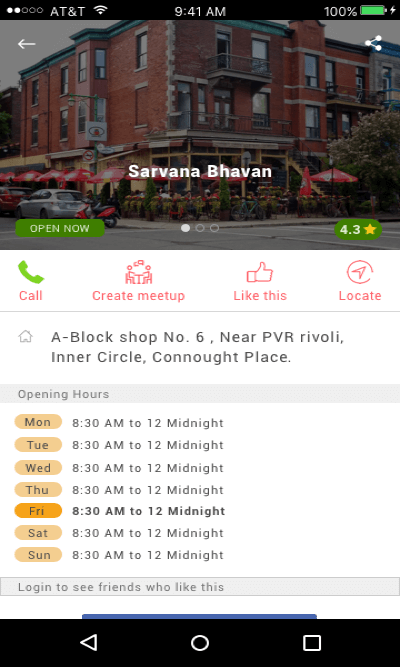 AT&T 9:41 AM 100%
Sarvana Bhavan
OPEN NOW 4.3
Call Create meetup Like this Locate
A-Block shop No. 6 , Near PVR rivoli,
Inner Circle, Connought Place.
Opening Hours
Mon 8:30 AM to 12 Midnight
Tue 8:30 AM to 12 Midnight
Wed 8:30 AM to 12 Midnight
Thu 8:30 AM to 12 Midnight
Fri 8:30 AM to 12 Midnight
Sat 8:30 AM to 12 Midnight
Sun 8:30 AM to 12 Midnight
Login to see friends who like this